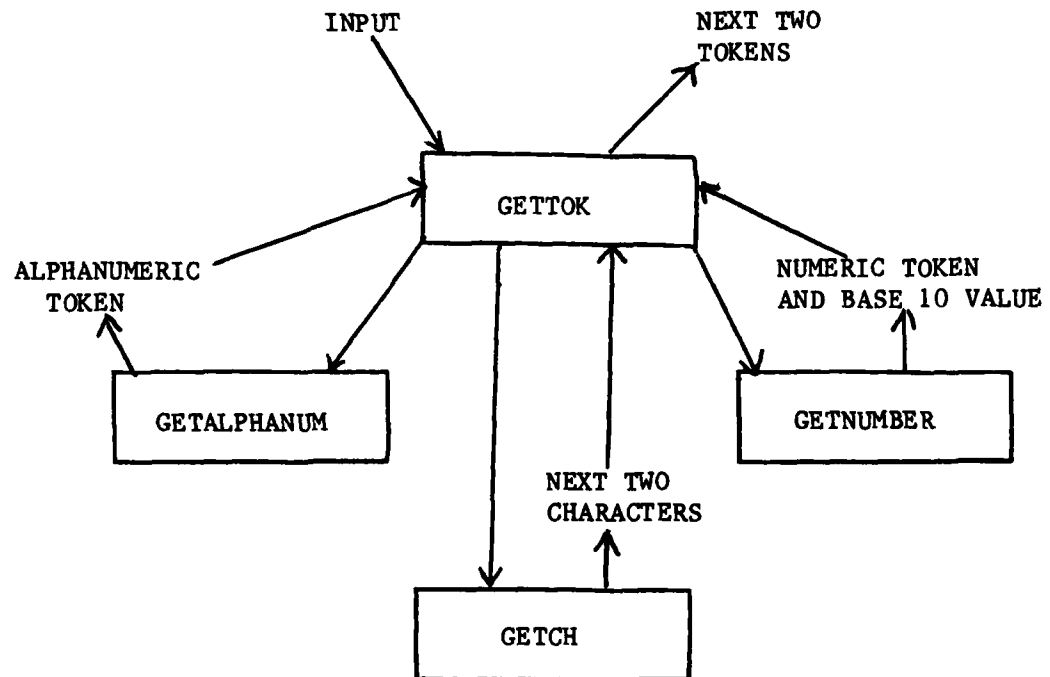 INPUT
NEXT TWO
TOKENS
GETTOK
ALPHANUMERIC
TOKEN
NUMERIC TOKEN
AND BASE 10 VALUE
GETALPHANUM
GETNUMBER
NEXT TWO
CHARACTERS
GETCH